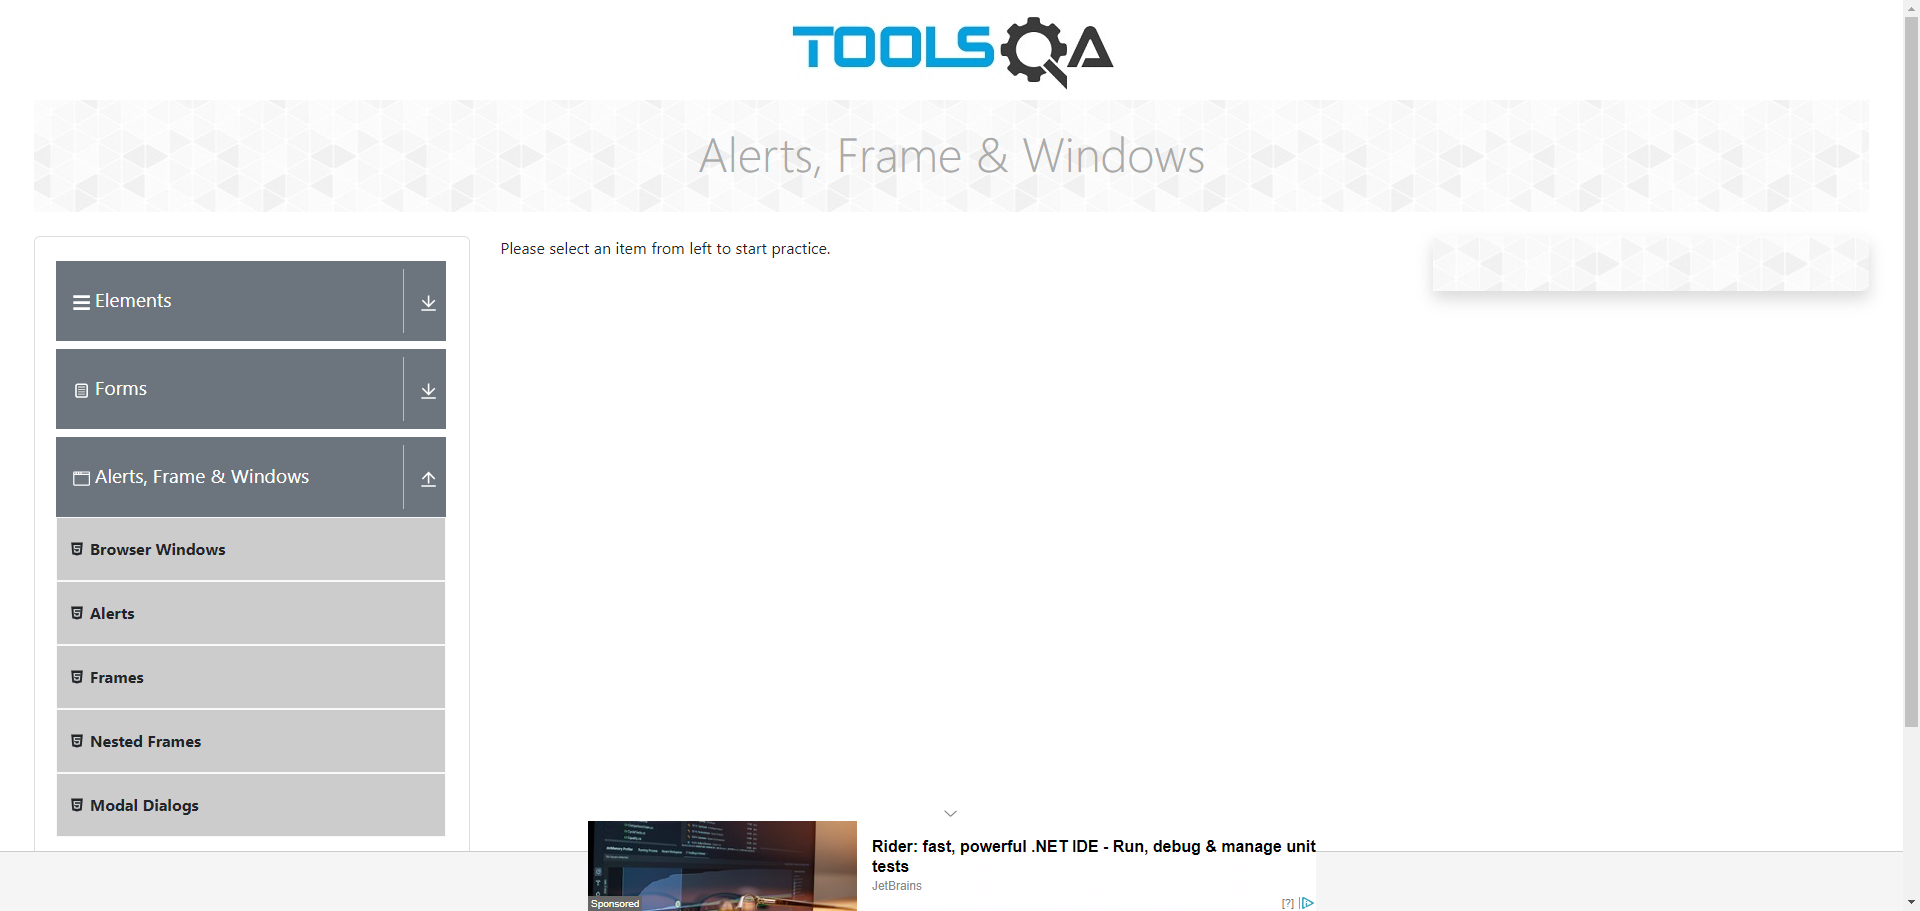 TOOLSQA
Alerts, Frame & Windows
Please select an item from left to start practice.
Elements
Forms
Alerts, Frame & Windows
Browser Windows
Alerts
Frames
Nested Frames
Modal Dialogs
Rider: fast, powerful .NET IDE - Run, debug & manage unit
tests
JetBrains
Sponsored
[?]